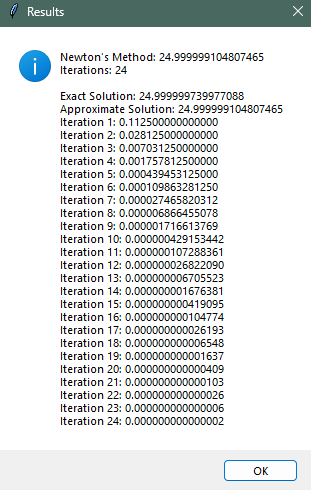 Results
Newton's Method: 24.999999104807465
Iterations: 24
Exact Solution: 24.999999739977088
Approximate Solution: 24.999999104807465
Iteration 1: 0.112500000000000
Iteration 2: 0.028125000000000
Iteration 3: 0.007031250000000
Iteration 4: 0.001757812500000
Iteration 5: 0.000439453125000
Iteration 6: 0.000109863281250
Iteration 7: 0.000027465820312
Iteration 8: 0.000006866455078
Iteration 9: 0.000001716613769
Iteration 10: 0.000000429153442
Iteration 11: 0.000000107288361
Iteration 12: 0.000000026822090
Iteration 13: 0.000000006705523
Iteration 14: 0.000000001676381
Iteration 15: 0.000000000419095
Iteration 16: 0.000000000104774
Iteration 17: 0.000000000026193
Iteration 18: 0.000000000006548
Iteration 19: 0.000000000001637
Iteration 20: 0.000000000000409
Iteration 21: 0.000000000000103
Iteration 22: 0.000000000000026
Iteration 23: 0.000000000000006
Iteration 24: 0.000000000000002
OK